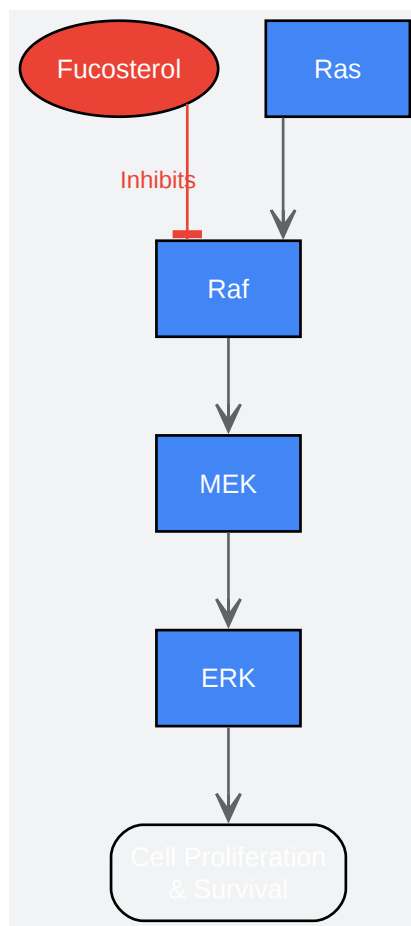 Fucosterol
Ras
Inhibits
Raf
MEK
ERK
Cell Proliferation
& Survival